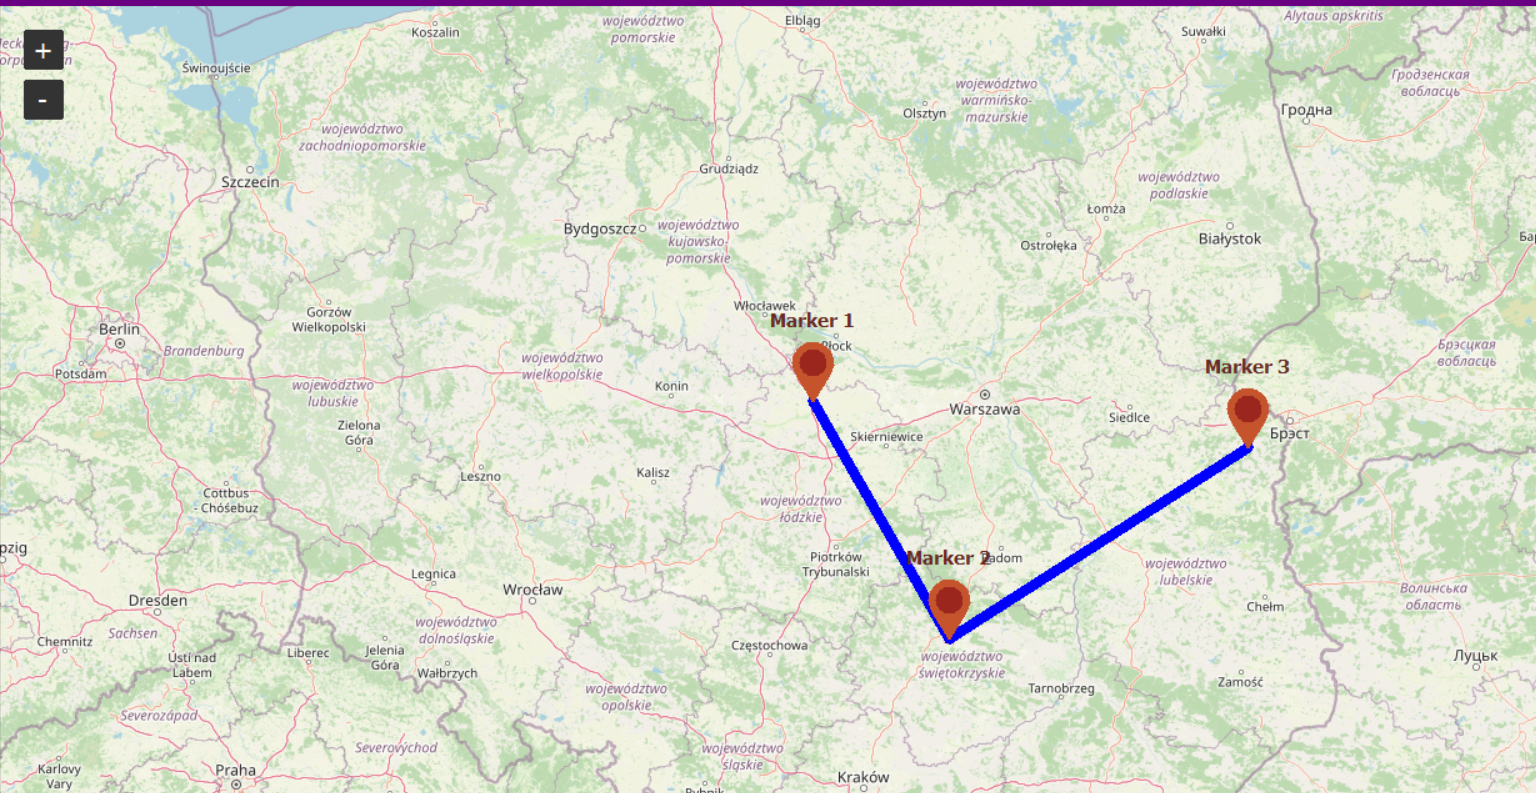 Elbląg
województwo
pomorskie
Alytaus apskritis
Koszalin
Suwałki
+
Świnoujście
Гродзенская
вобласць
województwo
warmińsko-
mazurskie
-
Olsztyn
Гродна
województwo
zachodniopomorskie
Grudziądz
Szczecin
województwo
podlaskie
Łomża
Bydgoszcz
województwo
kujawsko-
pomorskie
Ostrołęka
Białystok
Gorzów
Wielkopolski
Włocławek
Marker 1
Berlin
Brandenburg
Potsdam
województwo
wielkopolskie
Брэсцкая
вобласць
Marker 3
województwo
lubuskie
Konin
Warszawa
Siedlce
Zielona
Góra
Skierniewice
Брэст
Leszno
Kalisz
Cottbus
- Chóśebuz
województwo
łódzkie
Piotrków
Trybunalski
Marker 2
województwo
lubelskie
Legnica
Wrocław
Волинська
область
Dresden
Chełm
Sachsen
Chemnitz
województwo
dolnośląskie
Częstochowa
Liberec
Jelenia
Góra
Ústí nad
Labem
Wałbrzych
województwo
świętokrzyskie
Луцьк
Zamość
Tarnobrzeg
województwo
opolskie
Severozápad
Severovýchod
województwo
śląskie
Karlovy
Vary
Praha
Kraków